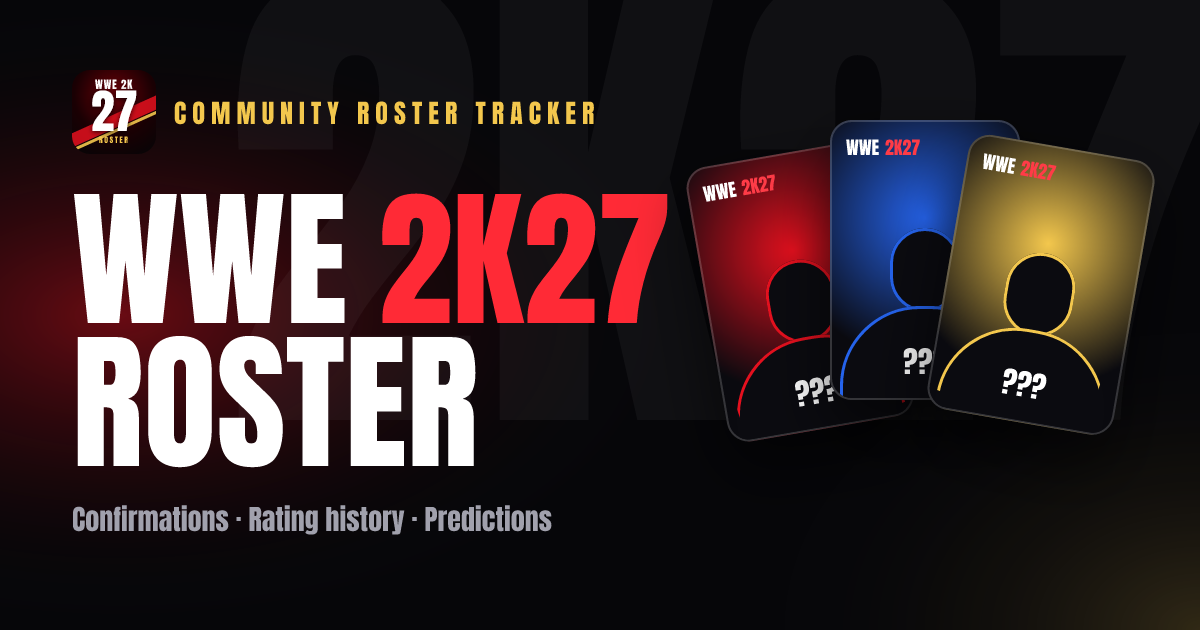 WWE 2K
27
ROSTER
COMMUNITY ROSTER TRACKER
WWE 2K27
ROSTER
Confirmations · Rating history · Predictions
WWE 2K27
???
WWE 2K27
??
WWE 2K27
???
2K27